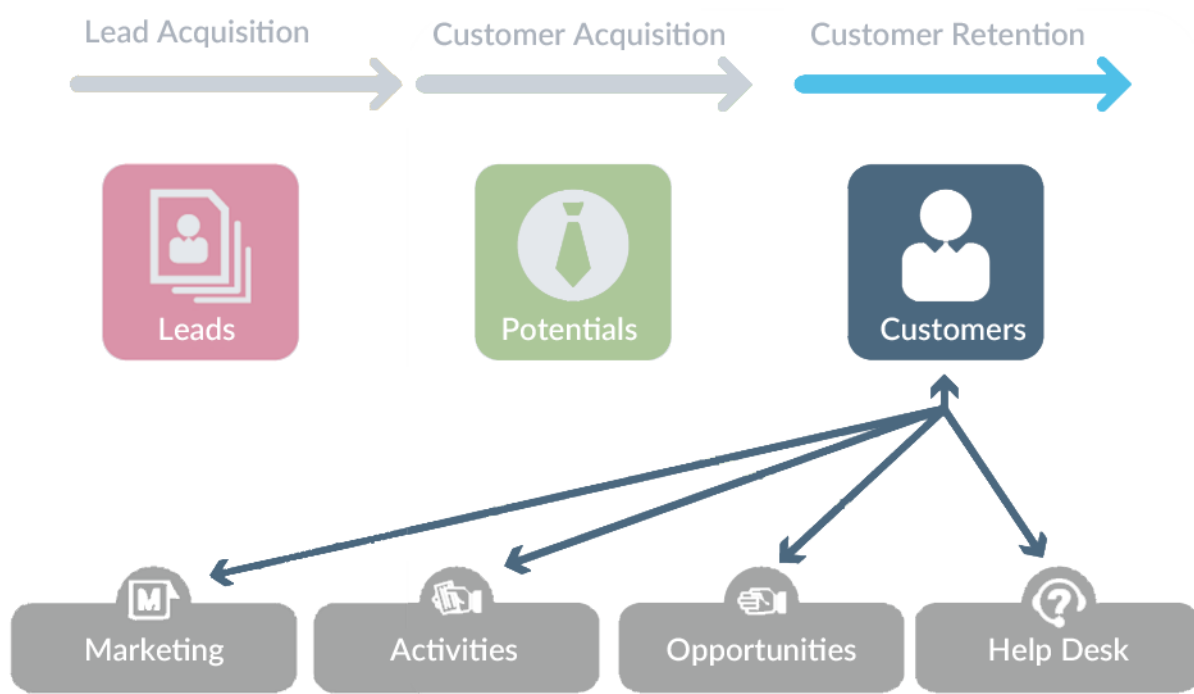 Lead Acquisition
Customer Acquisition
Customer Retention
Leads
Potentials
Customers
M
Marketing
Activities
Opportunities
?
Help Desk